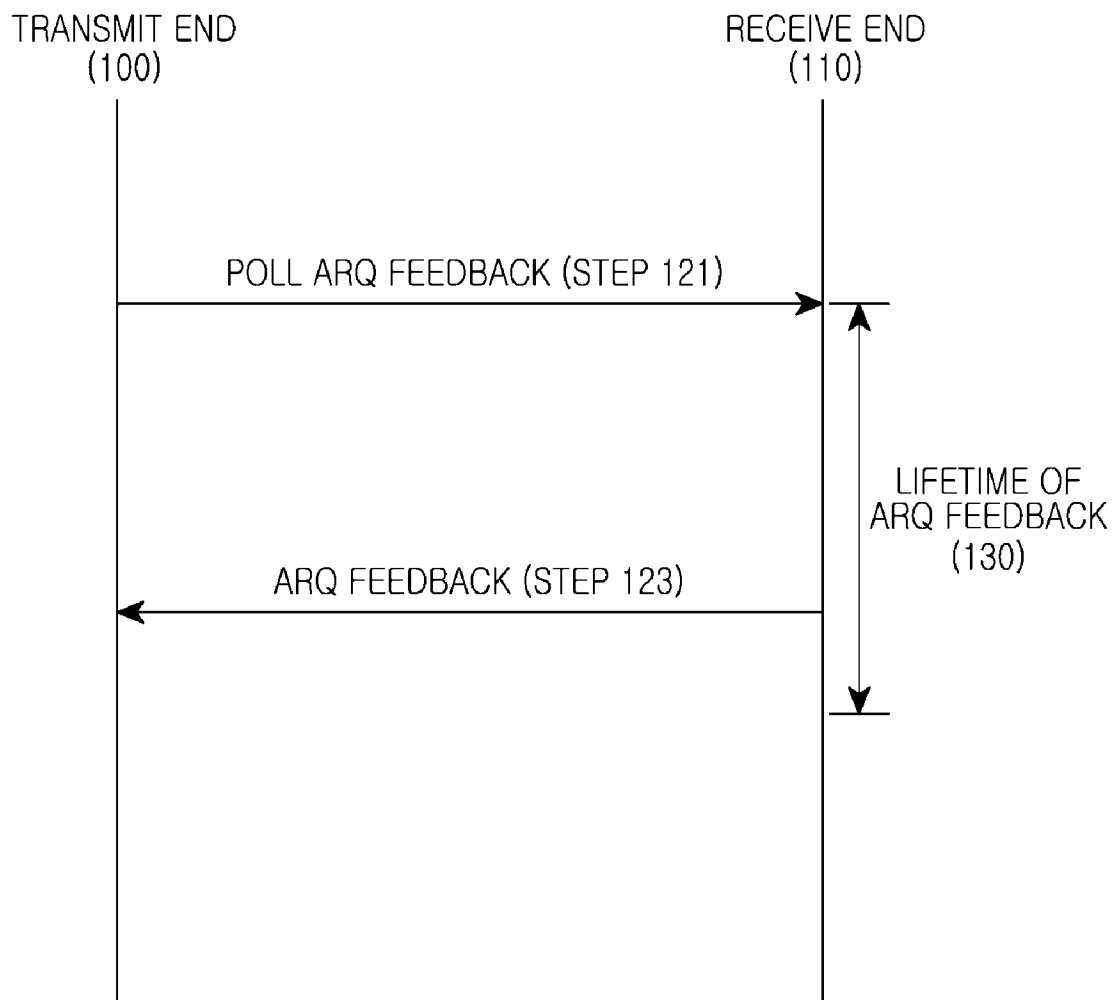 TRANSMIT END
(100)
RECEIVE END
(110)
POLL ARQ FEEDBACK (STEP 121)
LIFETIME OF
ARQ FEEDBACK
(130)
ARQ FEEDBACK (STEP 123)